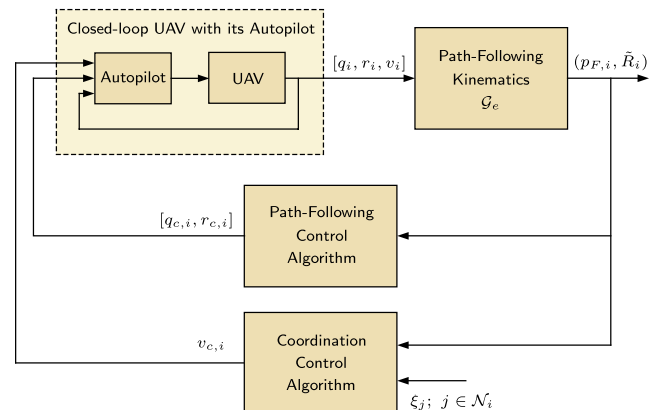 Closed-loop UAV with its Autopilot
Autopilot
UAV
[q_i, r_i, v_i]
Path-Following
Kinematics
𝒢_e
(p_{F,i}, R̃_i)
[q_{c,i}, r_{c,i}]
Path-Following
Control
Algorithm
v_{c,i}
Coordination
Control
Algorithm
ξ_j; j ∈ 𝒩_i